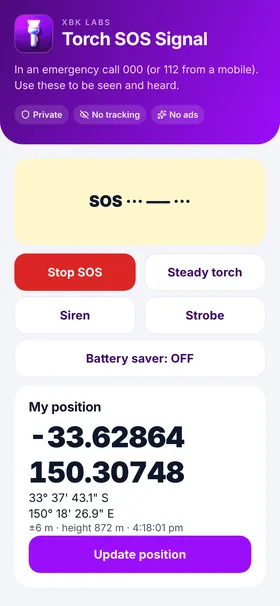 XBK LABS
Torch SOS Signal
In an emergency call 000 (or 112 from a mobile).
Use these to be seen and heard.
Private
No tracking
No ads
SOS ··· —— ···
Stop SOS
Steady torch
Siren
Strobe
Battery saver: OFF
My position
-33.62864
150.30748
33° 37' 43.1" S
150° 18' 26.9" E
±6 m · height 872 m · 4:18:01 pm
Update position